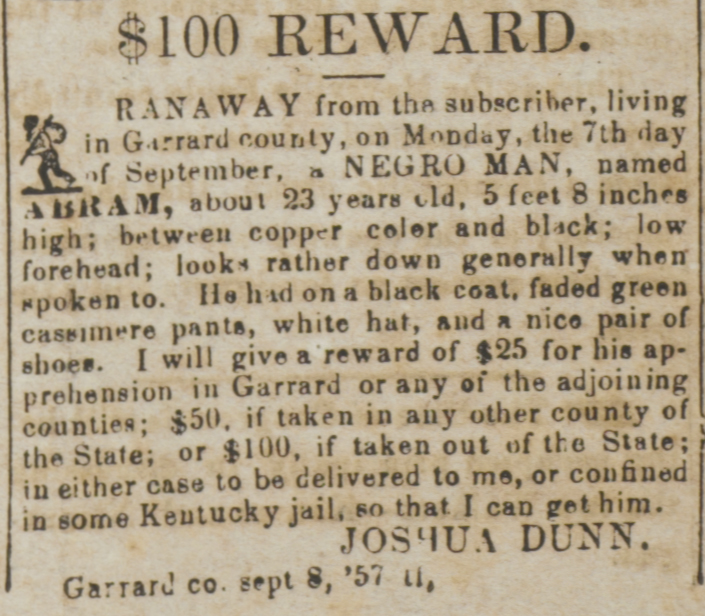 $100 REWARD.
RANAWAY from the subscriber, living
in Garrard county, on Monday, the 7th day
of September, a NEGRO MAN, named
ABRAM, about 23 years old, 5 feet 8 inches
high; between copper color and black; low
forehead; looks rather down generally when
spoken to. He had on a black coat, faded green
cassimere pants, white hat, and a nice pair of
shoes. I will give a reward of $25 for his ap-
prehension in Garrard or any of the adjoining
counties; $50, if taken in any other county of
the State; or $100, if taken out of the State;
in either case to be delivered to me, or confined
in some Kentucky jail, so that I can get him.
JOSHUA DUNN.
Garrard co. sept 8, '57 tf,